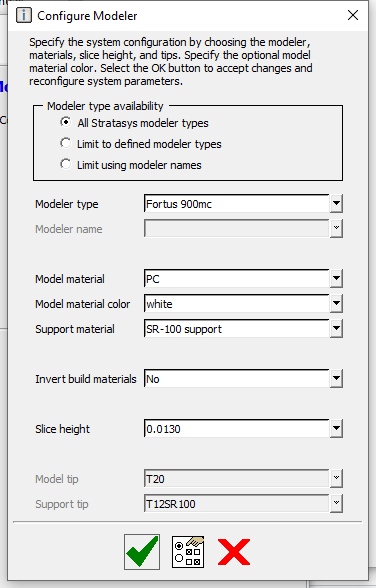 Configure Modeler
Specify the system configuration by choosing the modeler,
materials, slice height, and tips. Specify the optional model
material color. Select the OK button to accept changes and
reconfigure system parameters.
Modeler type availability
All Stratasys modeler types
Limit to defined modeler types
Limit using modeler names
Modeler type Fortus 900mc
Modeler name
Model material PC
Model material color white
Support material SR-100 support
Invert build materials No
Slice height 0.0130
Model tip T20
Support tip T12SR100